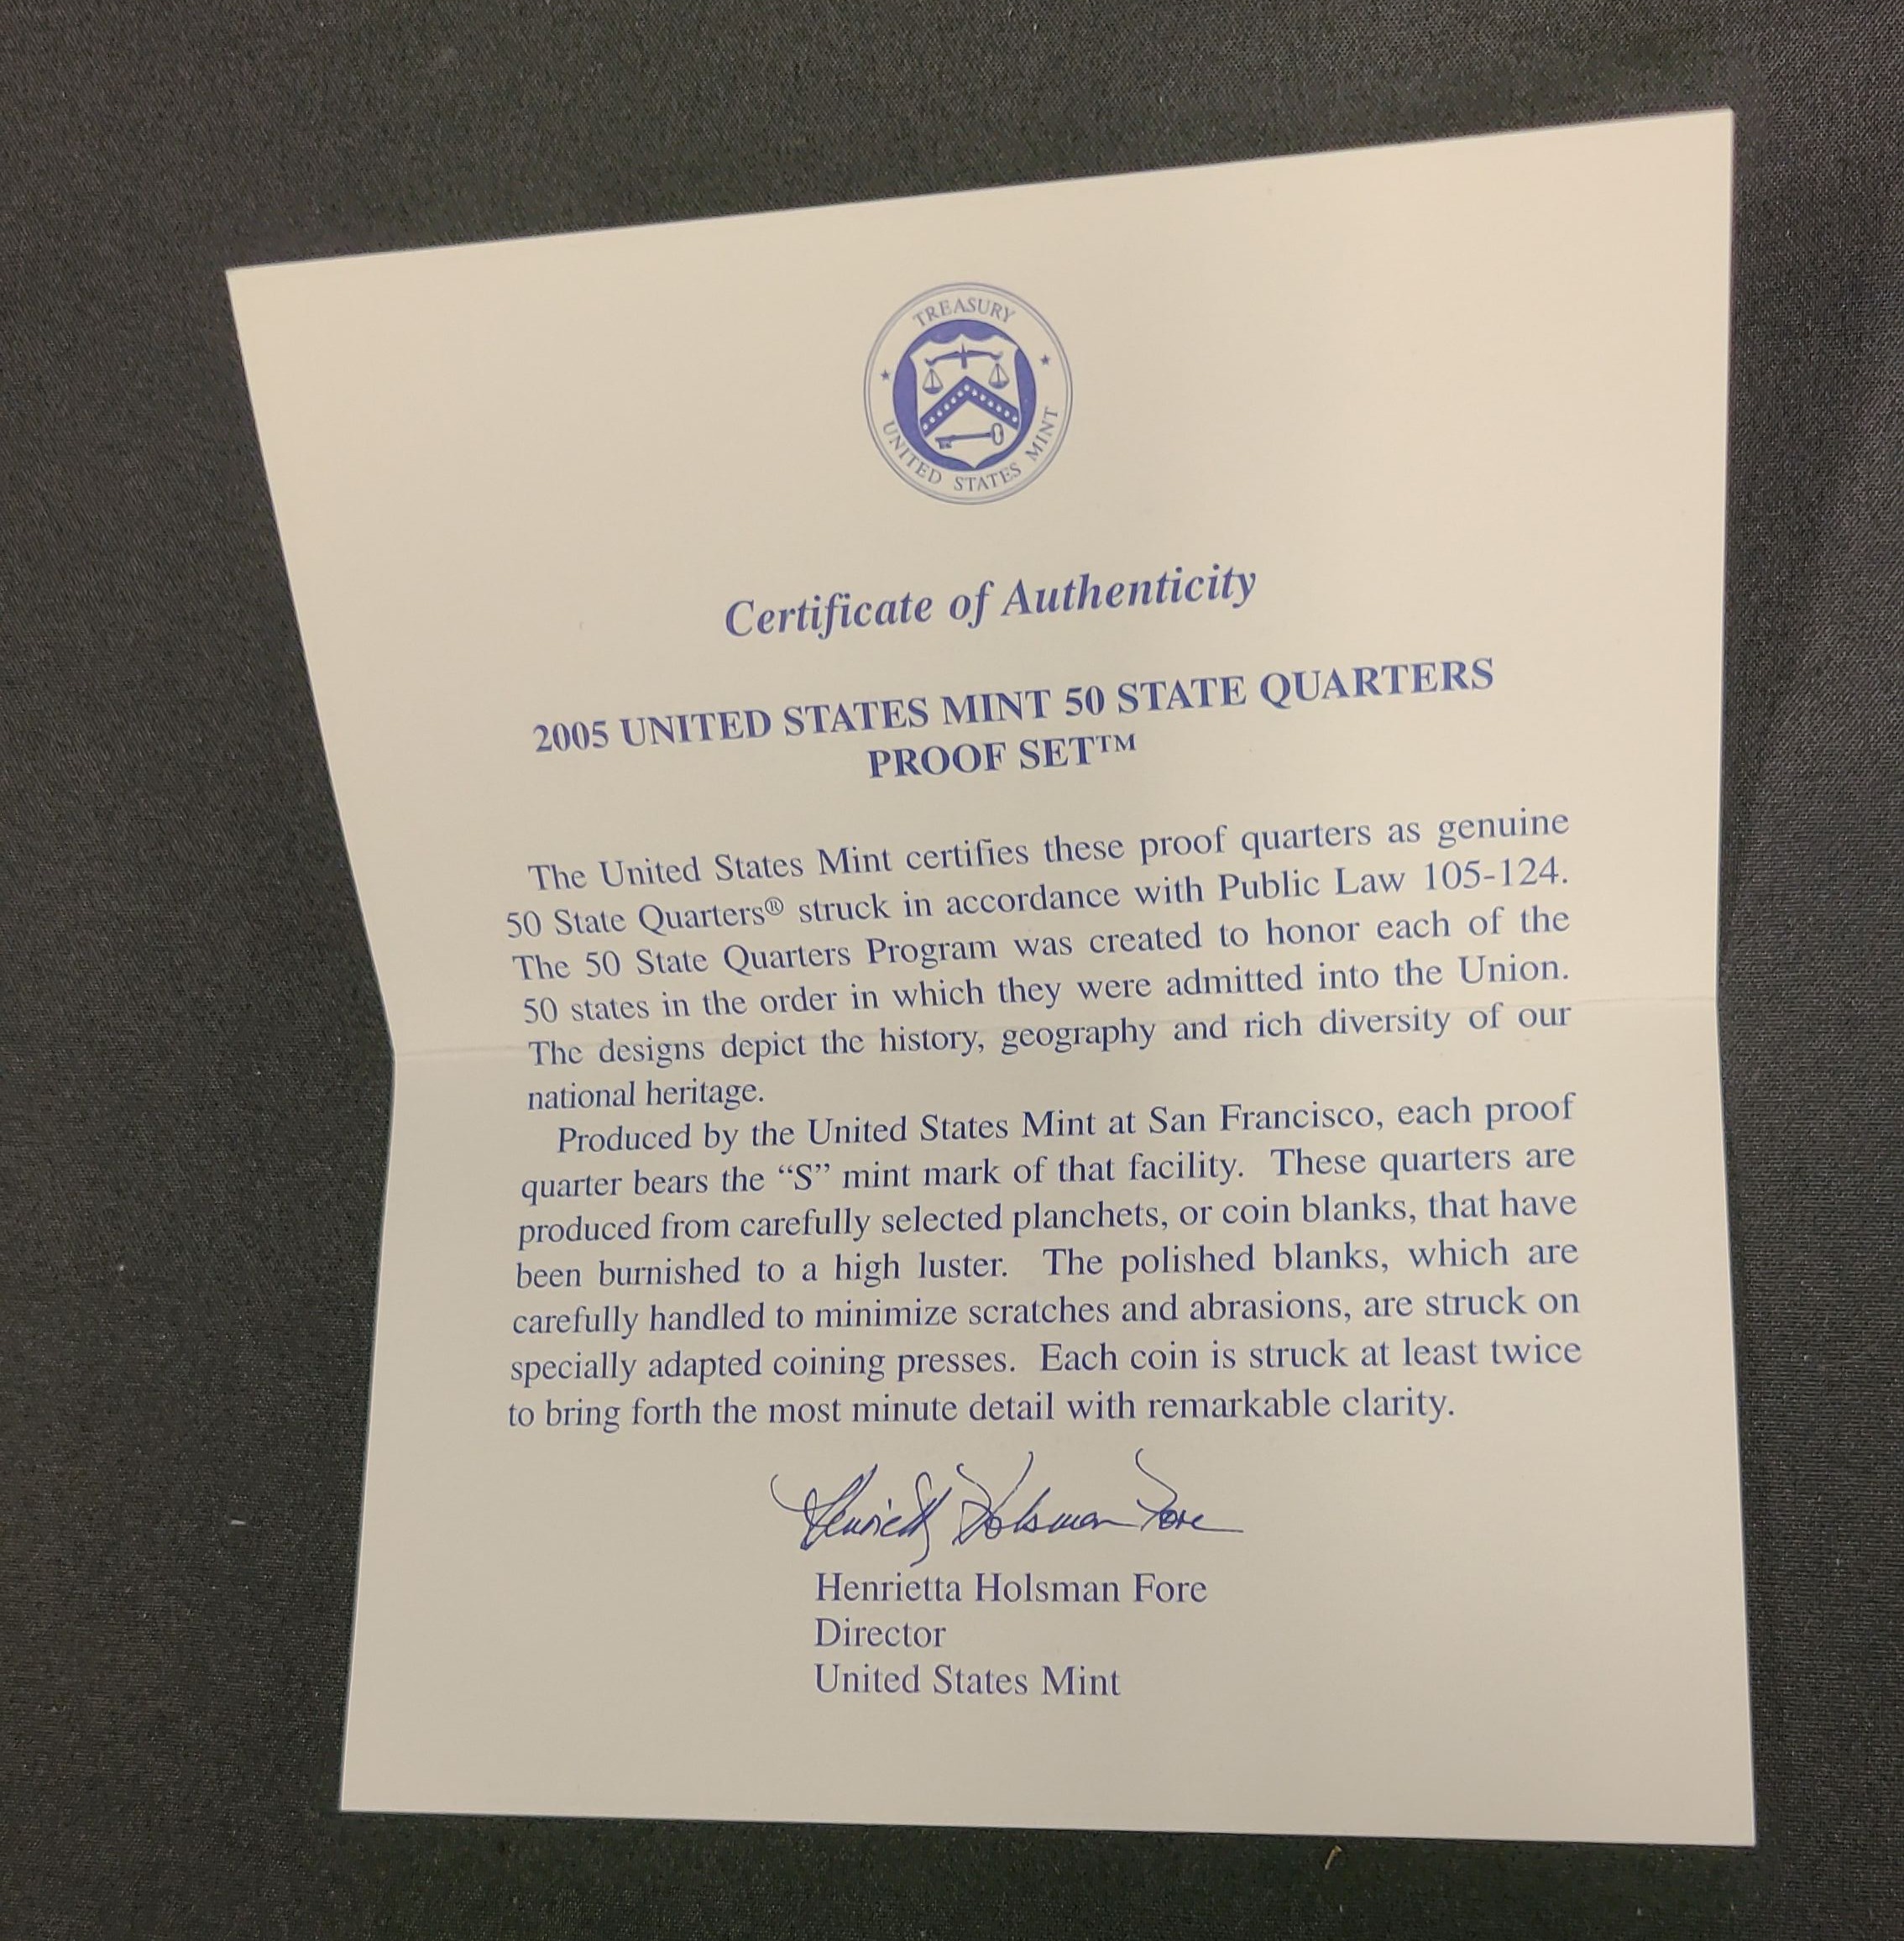 TREASURY
UNITED STATES MINT
Certificate of Authenticity
2005 UNITED STATES MINT 50 STATE QUARTERS
PROOF SET™
The United States Mint certifies these proof quarters as genuine
50 State Quarters® struck in accordance with Public Law 105-124.
The 50 State Quarters Program was created to honor each of the
50 states in the order in which they were admitted into the Union.
The designs depict the history, geography and rich diversity of our
national heritage.
Produced by the United States Mint at San Francisco, each proof
quarter bears the “S” mint mark of that facility. These quarters are
produced from carefully selected planchets, or coin blanks, that have
been burnished to a high luster. The polished blanks, which are
carefully handled to minimize scratches and abrasions, are struck on
specially adapted coining presses. Each coin is struck at least twice
to bring forth the most minute detail with remarkable clarity.
Henrietta Holsman Fore
Henrietta Holsman Fore
Director
United States Mint